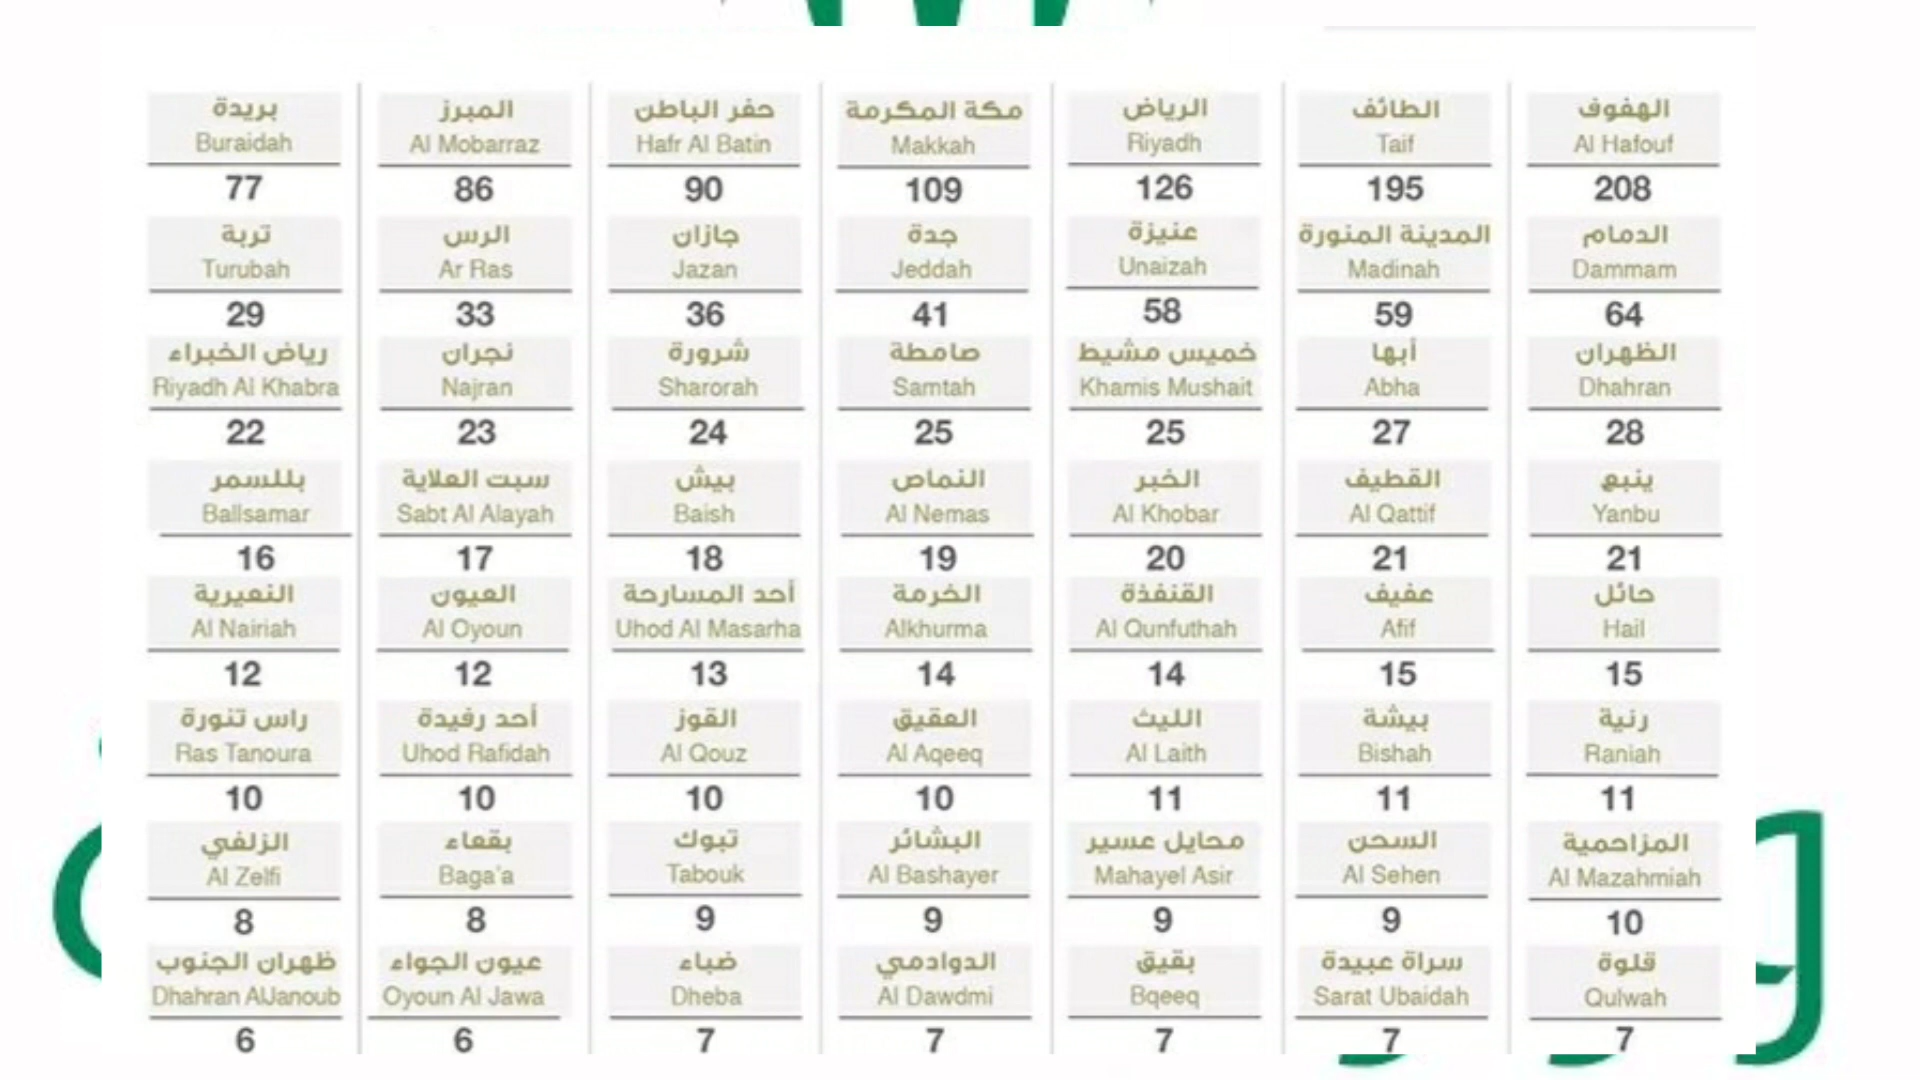 الهفوف
Al Hafouf
208
الطائف
Taif
195
الرياض
Riyadh
126
مكة المكرمة
Makkah
109
حفر الباطن
Hafr Al Batin
90
المبرز
Al Mobarraz
86
بريدة
Buraidah
77
الدمام
Dammam
64
المدينة المنورة
Madinah
59
عنيزة
Unaizah
58
جدة
Jeddah
41
جازان
Jazan
36
الرس
Ar Ras
33
تربة
Turubah
29
الظهران
Dhahran
28
أبها
Abha
27
خميس مشيط
Khamis Mushait
25
صامطة
Samtah
25
شرورة
Sharorah
24
نجران
Najran
23
رياض الخبراء
Riyadh Al Khabra
22
ينبع
Yanbu
21
القطيف
Al Qattif
21
الخبر
Al Khobar
20
النماص
Al Nemas
19
بيش
Baish
18
سبت العلاية
Sabt Al Alayah
17
بللسمر
Ballsamar
16
حائل
Hail
15
عفيف
Afif
15
القنفذة
Al Qunfuthah
14
الخرمة
Alkhurma
14
أحد المسارحة
Uhod Al Masarha
13
العيون
Al Oyoun
12
النعيرية
Al Nairiah
12
رنية
Raniah
11
بيشة
Bishah
11
الليث
Al Laith
11
العقيق
Al Aqeeq
10
القوز
Al Qouz
10
أحد رفيدة
Uhod Rafidah
10
راس تنورة
Ras Tanoura
10
المزاحمية
Al Mazahmiah
10
السحن
Al Sehen
9
محايل عسير
Mahayel Asir
9
البشائر
Al Bashayer
9
تبوك
Tabouk
9
بقعاء
Baga'a
8
الزلفي
Al Zelfi
8
قلوة
Qulwah
7
سراة عبيدة
Sarat Ubaidah
7
بقيق
Bqeeq
7
الدوادمي
Al Dawdmi
7
ضباء
Dheba
7
عيون الجواء
Oyoun Al Jawa
6
ظهران الجنوب
Dhahran AlJanoub
6